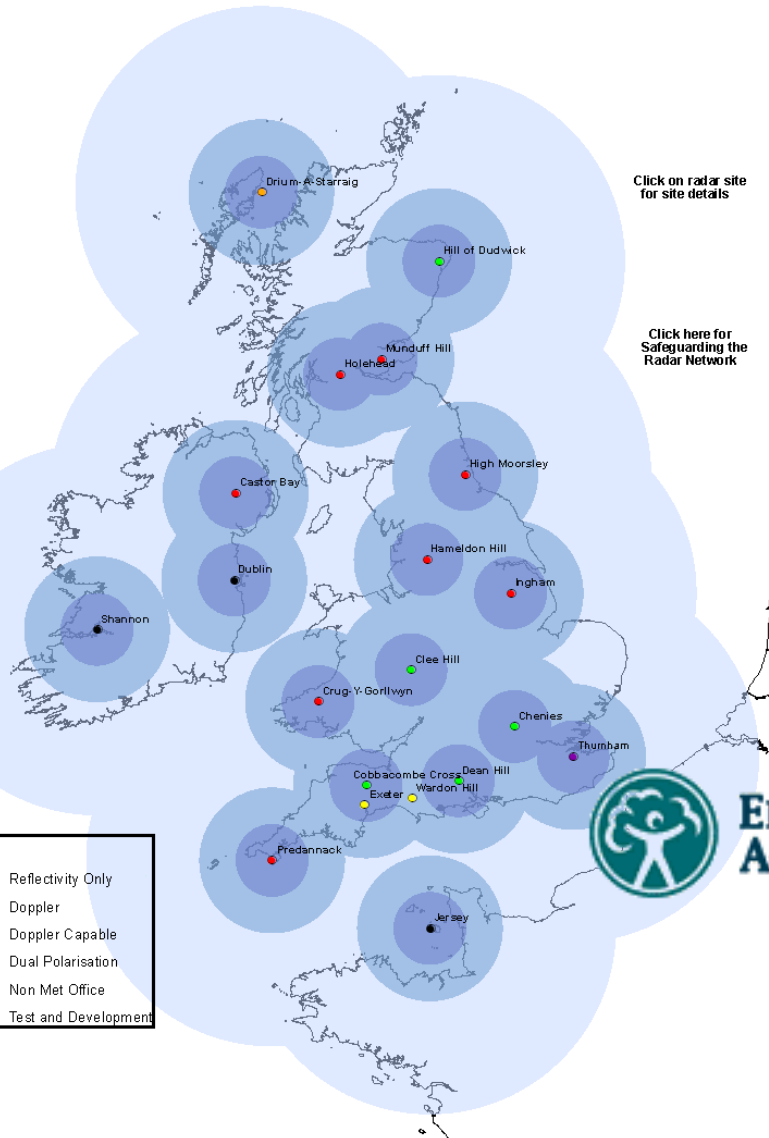 Drium-A-Starraig
Click on radar site
for site details
Hill of Dudwick
Click here for
Safeguarding the
Radar Network
Munduff Hill
Holehead
High Moorsley
Castor Bay
Hameldon Hill
Dublin
Ingham
Shannon
Clee Hill
Crug-Y-Gorllwyn
Chenies
Thurnham
Cobbacombe Cross
Dean Hill
Exeter
Wardon Hill
Predannack
Reflectivity Only
Doppler
Doppler Capable
Dual Polarisation
Non Met Office
Test and Development
Jersey